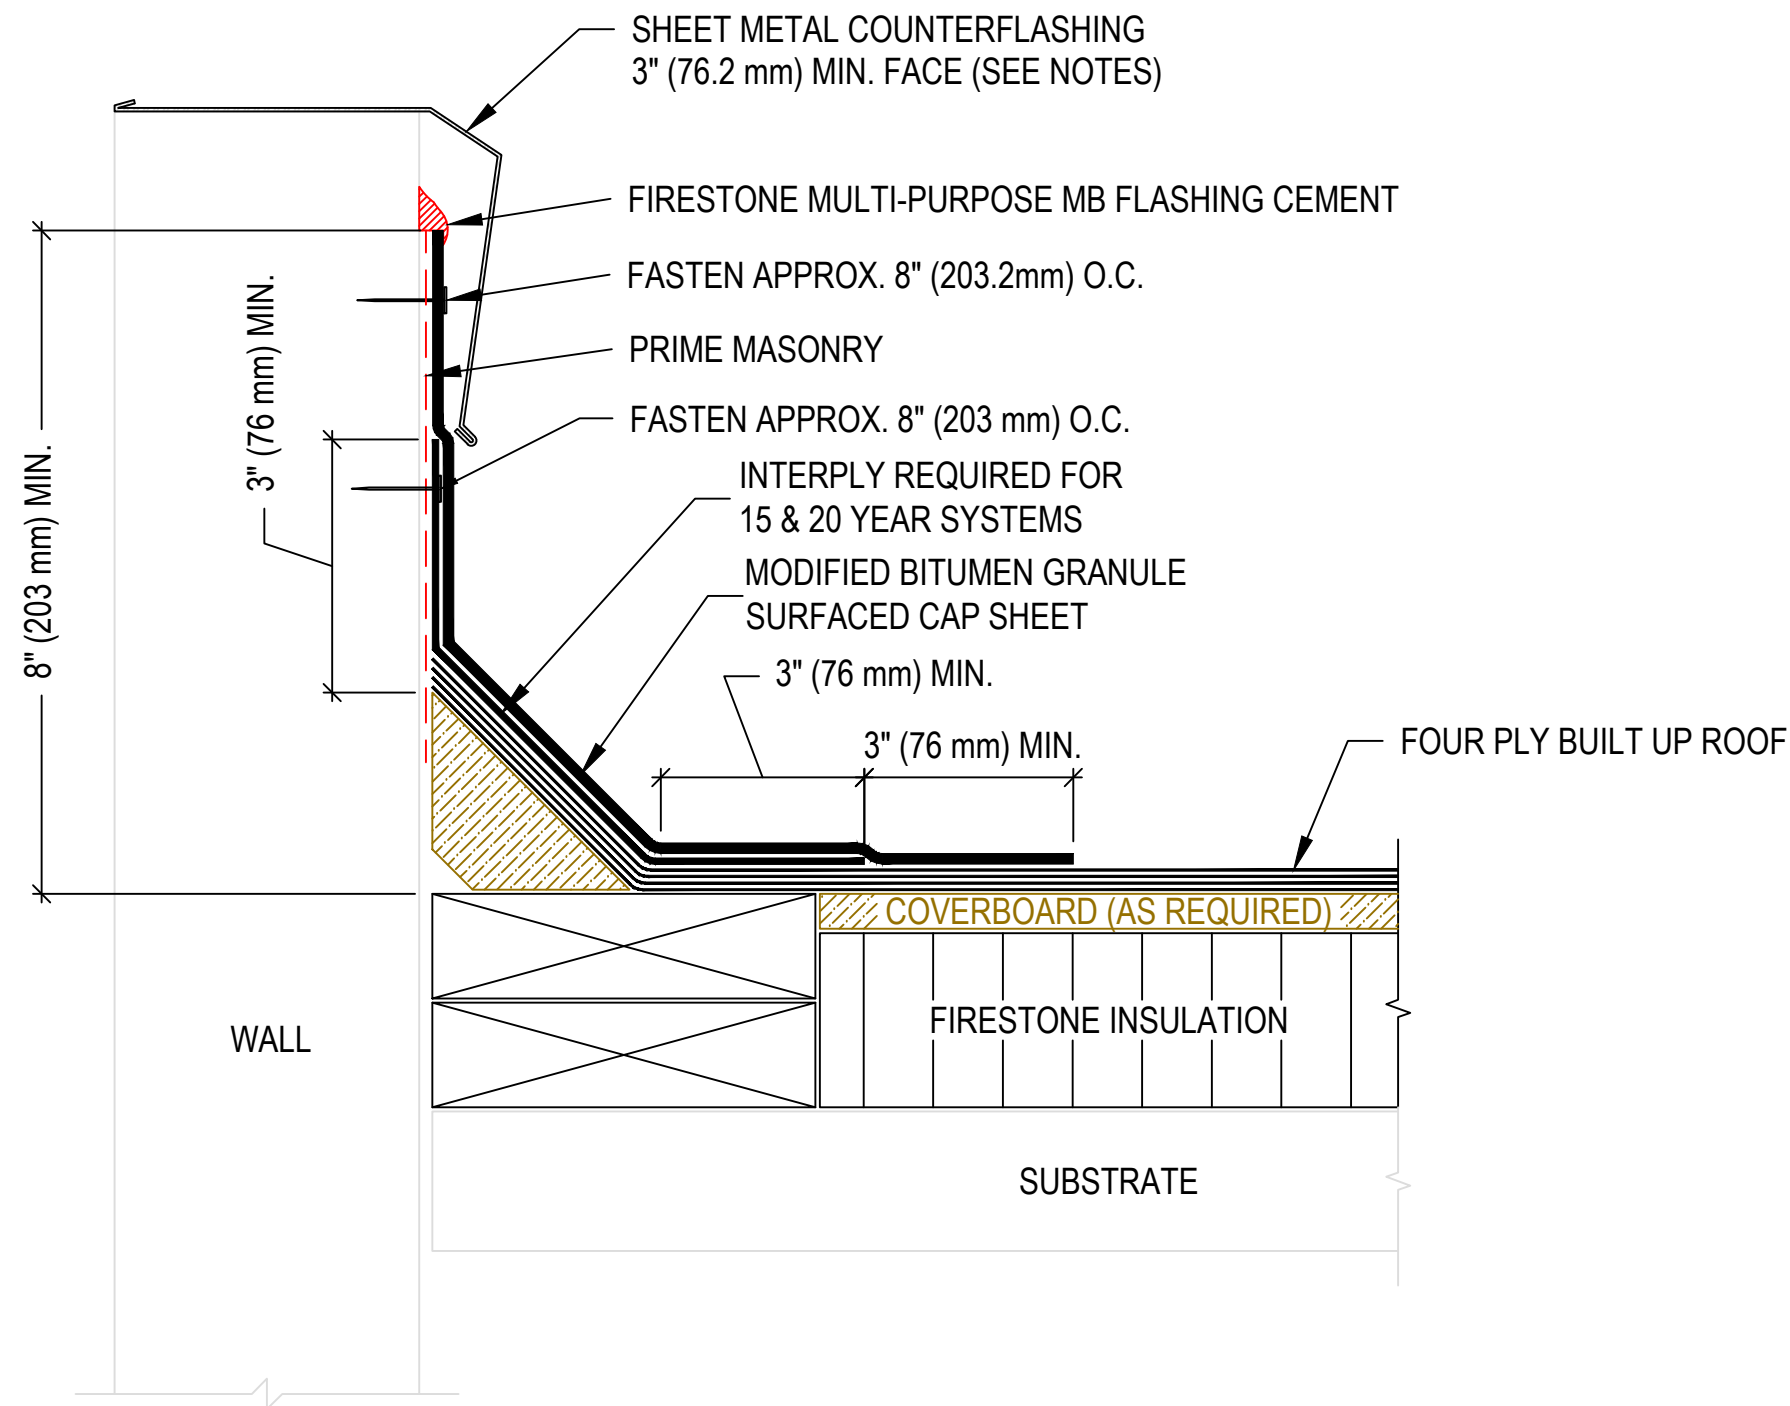 SHEET METAL COUNTERFLASHING
3" (76.2 mm) MIN. FACE (SEE NOTES)
FIRESTONE MULTI-PURPOSE MB FLASHING CEMENT
FASTEN APPROX. 8" (203.2mm) O.C.
PRIME MASONRY
FASTEN APPROX. 8" (203 mm) O.C.
INTERPLY REQUIRED FOR
15 & 20 YEAR SYSTEMS
MODIFIED BITUMEN GRANULE
SURFACED CAP SHEET
3" (76 mm) MIN.
3" (76 mm) MIN.
FOUR PLY BUILT UP ROOF
3" (76 mm) MIN.
8" (203 mm) MIN.
COVERBOARD (AS REQUIRED)
FIRESTONE INSULATION
WALL
SUBSTRATE